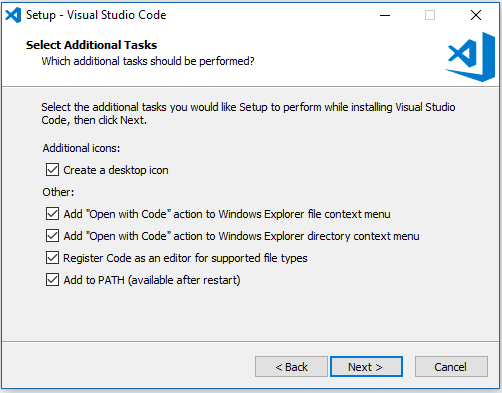 Setup - Visual Studio Code
Select Additional Tasks
Which additional tasks should be performed?
Select the additional tasks you would like Setup to perform while installing Visual Studio
Code, then click Next.
Additional icons:
Create a desktop icon
Other:
Add "Open with Code" action to Windows Explorer file context menu
Add "Open with Code" action to Windows Explorer directory context menu
Register Code as an editor for supported file types
Add to PATH (available after restart)
< Back
Next >
Cancel